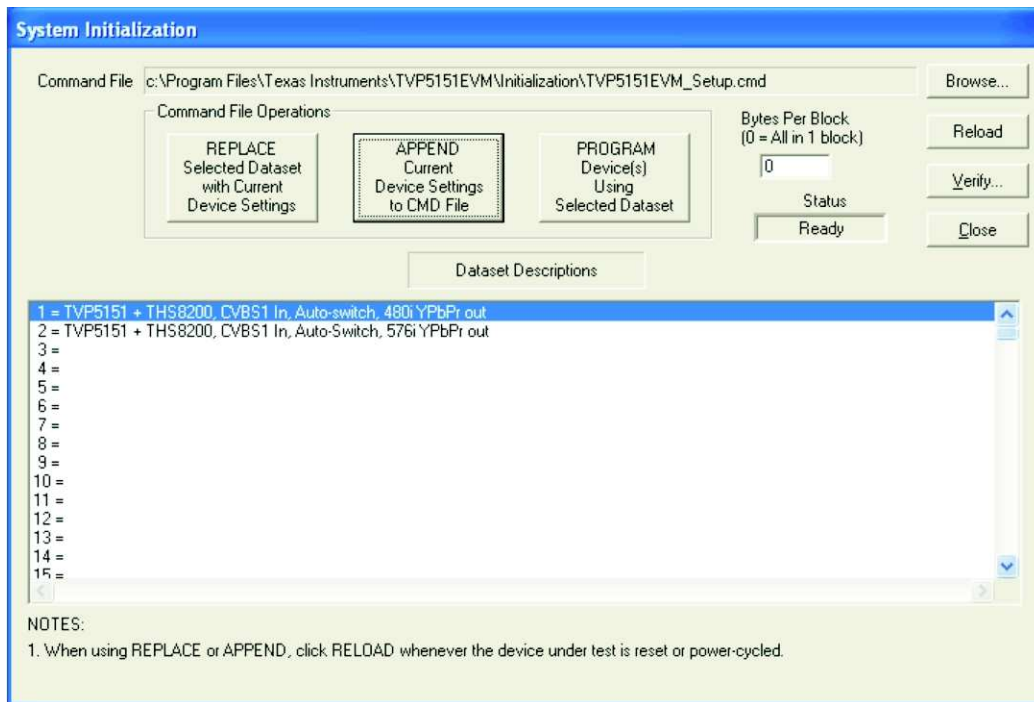 System Initialization
Command File c:\Program Files\Texas Instruments\TVP5151EVM\Initialization\TVP5151EVM_Setup.cmd Browse...
Command File Operations
REPLACE
Selected Dataset
with Current
Device Settings
APPEND
Current
Device Settings
to CMD File
PROGRAM
Device(s)
Using
Selected Dataset
Bytes Per Block
(0 = All in 1 block)
0
Status
Ready
Reload
Verify...
Close
Dataset Descriptions
1 = TVP5151 + THS8200, CVBS1 In, Auto-switch, 480i YPbPr out
2 = TVP5151 + THS8200, CVBS1 In, Auto-Switch, 576i YPbPr out
3 =
4 =
5 =
6 =
7 =
8 =
9 =
10 =
11 =
12 =
13 =
14 =
15 =
NOTES:
1. When using REPLACE or APPEND, click RELOAD whenever the device under test is reset or power-cycled.